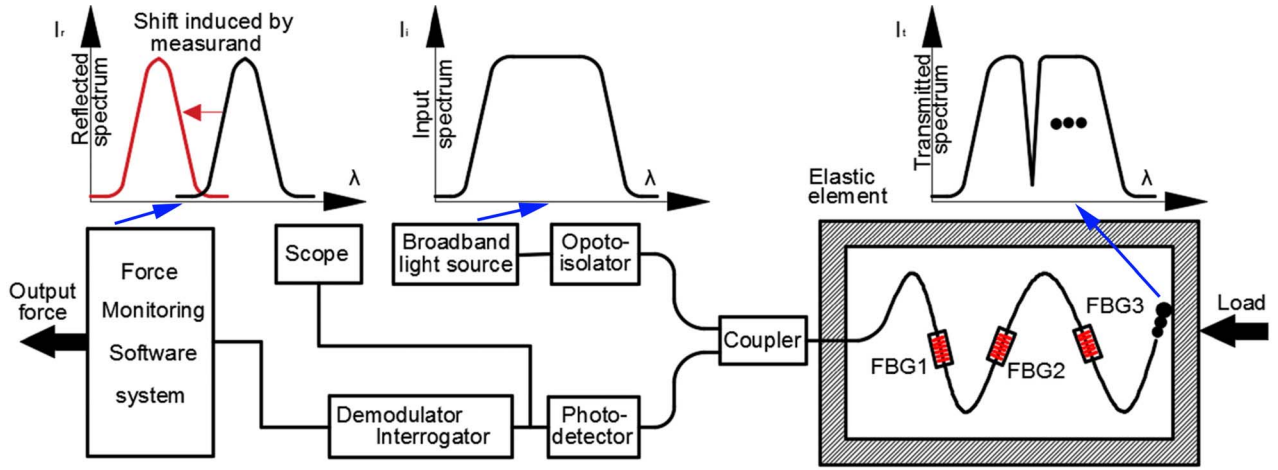 Iᵣ
Shift induced by
measurand
Reflected
spectrum
λ
Iᵢ
Input
spectrum
λ
Iₜ
Transmitted
spectrum
λ
Elastic
element
Output
force
Force
Monitoring
Software
system
Scope
Broadband
light source
Opoto-
isolator
Coupler
Demodulator
Interrogator
Photo-
detector
FBG1
FBG2
FBG3
Load